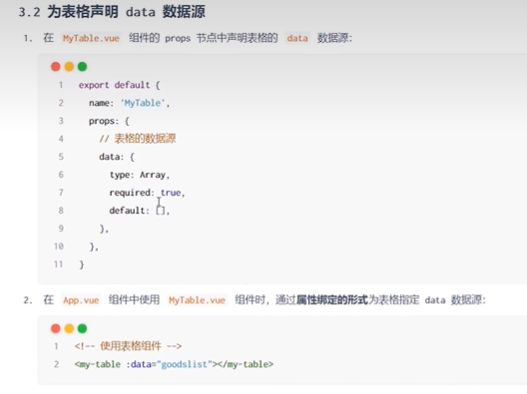 3.2 为表格声明 data 数据源
1. 在 MyTable.vue 组件的 props 节点中声明表格的 data 数据源：
1 export default {
2 name: 'MyTable',
3 props: {
4 // 表格的数据源
5 data: {
6 type: Array,
7 required: true,
8 default: [],
9 },
10 },
11 }
2. 在 App.vue 组件中使用 MyTable.vue 组件时，通过属性绑定的形式为表格指定 data 数据源：
1 <!-- 使用表格组件 -->
2 <my-table :data="goodslist"></my-table>